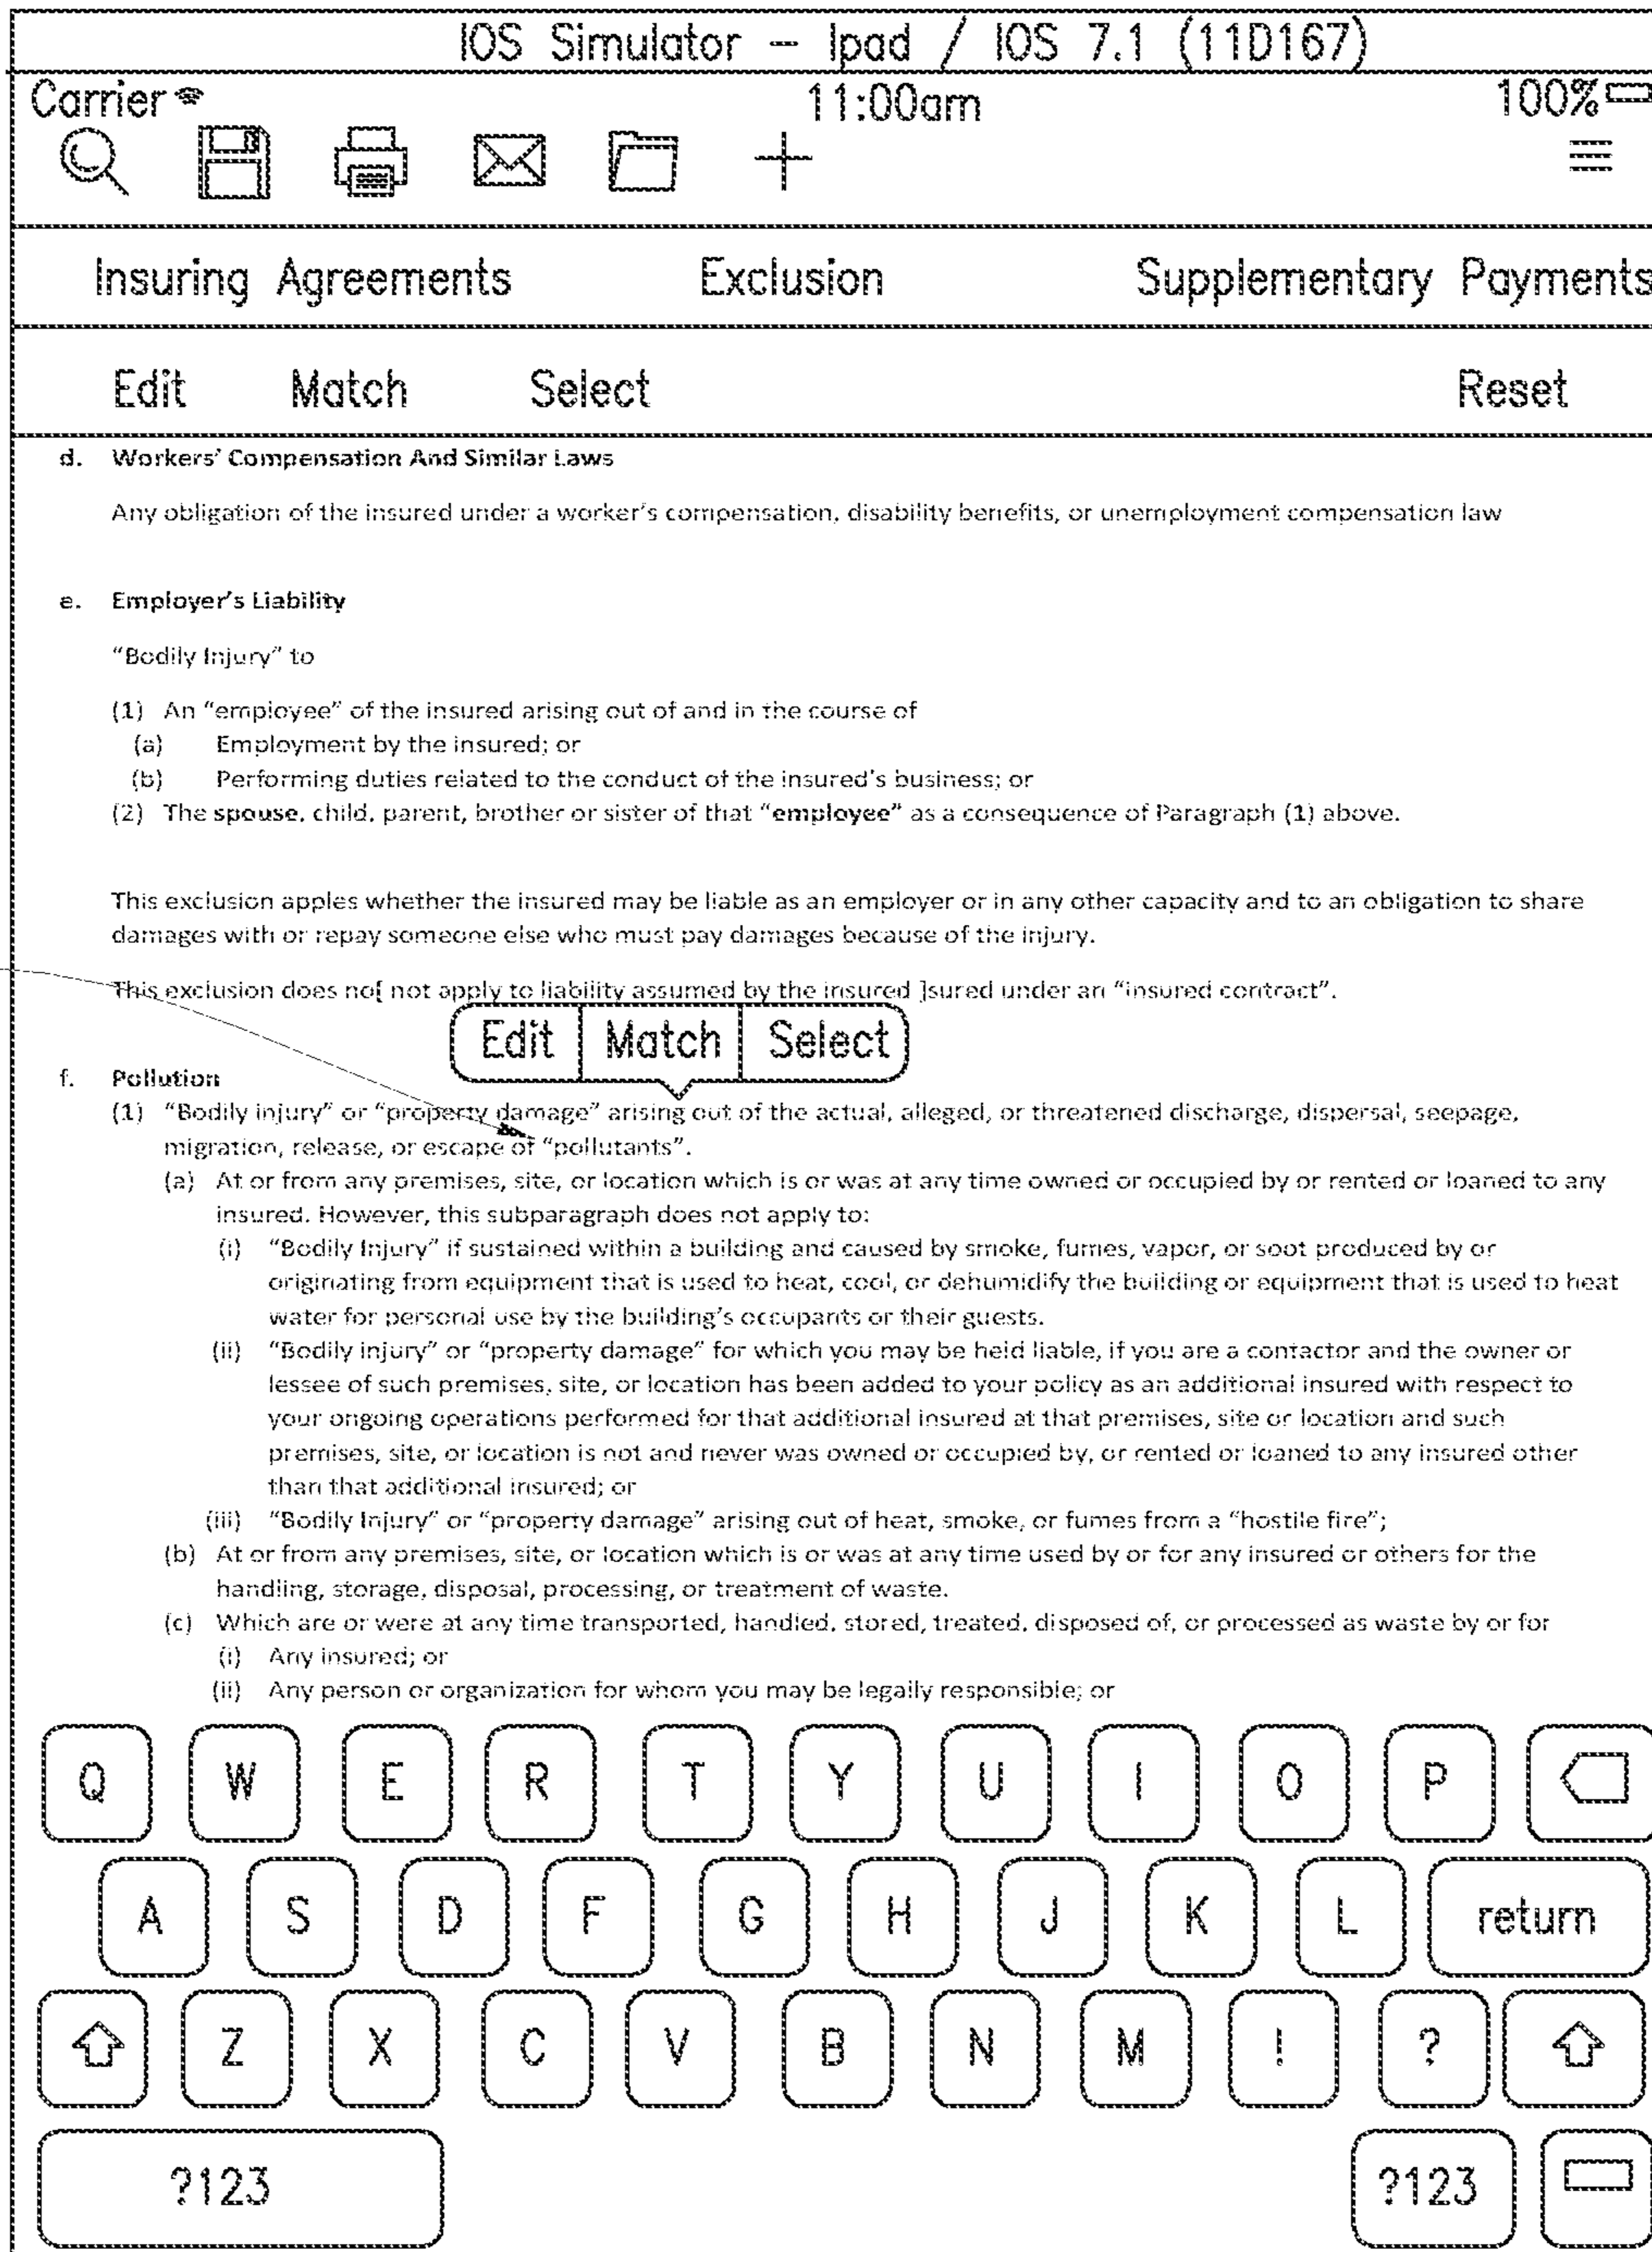 IOS Simulator – Ipad / IOS 7.1 (11D167)
Carrier 11:00am 100%
Insuring Agreements Exclusion Supplementary Payments
Edit Match Select Reset
d. Workers' Compensation And Similar Laws
Any obligation of the insured under a worker's compensation, disability benefits, or unemployment compensation law
e. Employer's Liability
“Bodily Injury” to
(1) An “employee” of the insured arising out of and in the course of
(a) Employment by the insured; or
(b) Performing duties related to the conduct of the insured's business; or
(2) The spouse, child, parent, brother or sister of that “employee” as a consequence of Paragraph (1) above.
This exclusion apples whether the insured may be liable as an employer or in any other capacity and to an obligation to share
damages with or repay someone else who must pay damages because of the injury.
This exclusion does no[ not apply to liability assumed by the insured ]sured under an “insured contract”.
Edit Match Select
f. Pollution
(1) “Bodily injury” or “property damage” arising out of the actual, alleged, or threatened discharge, dispersal, seepage,
migration, release, or escape of “pollutants”.
(a) At or from any premises, site, or location which is or was at any time owned or occupied by or rented or loaned to any
insured. However, this subparagraph does not apply to:
(i) “Bodily Injury” if sustained within a building and caused by smoke, fumes, vapor, or soot produced by or
originating from equipment that is used to heat, cool, or dehumidify the building or equipment that is used to heat
water for personal use by the building's occupants or their guests.
(ii) “Bodily injury” or “property damage” for which you may be held liable, if you are a contactor and the owner or
lessee of such premises, site, or location has been added to your policy as an additional insured with respect to
your ongoing operations performed for that additional insured at that premises, site or location and such
premises, site, or location is not and never was owned or occupied by, or rented or loaned to any insured other
than that additional insured; or
(iii) “Bodily Injury” or “property damage” arising out of heat, smoke, or fumes from a “hostile fire”;
(b) At or from any premises, site, or location which is or was at any time used by or for any insured or others for the
handling, storage, disposal, processing, or treatment of waste.
(c) Which are or were at any time transported, handled, stored, treated, disposed of, or processed as waste by or for
(i) Any insured; or
(ii) Any person or organization for whom you may be legally responsible; or
Q W E R T Y U I O P
A S D F G H J K L return
Z X C V B N M ! ?
?123 ?123